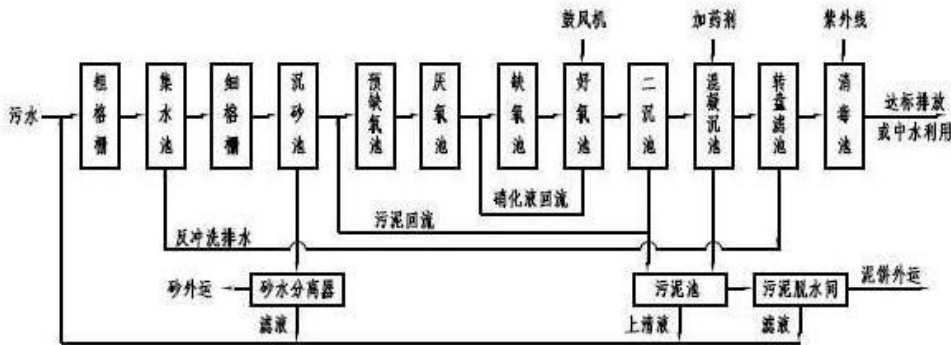 鼓风机
加药剂
紫外线
污水
粗格栅
集水池
细格栅
沉砂池
预缺氧池
厌氧池
缺氧池
好氧池
二沉池
混凝沉池
转盘滤池
消毒池
达标排放
或中水利用
硝化液回流
污泥回流
反冲洗排水
砂外运
砂水分离器
污泥池
污泥脱水间
泥饼外运
滤液
上清液
滤液